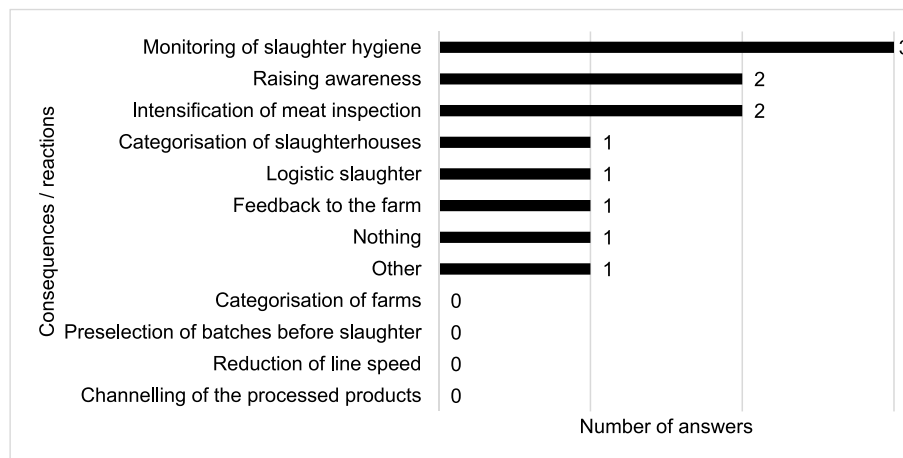 Consequences / reactions
Monitoring of slaughter hygiene 3
Raising awareness 2
Intensification of meat inspection 2
Categorisation of slaughterhouses 1
Logistic slaughter 1
Feedback to the farm 1
Nothing 1
Other 1
Categorisation of farms 0
Preselection of batches before slaughter 0
Reduction of line speed 0
Channelling of the processed products 0
Number of answers